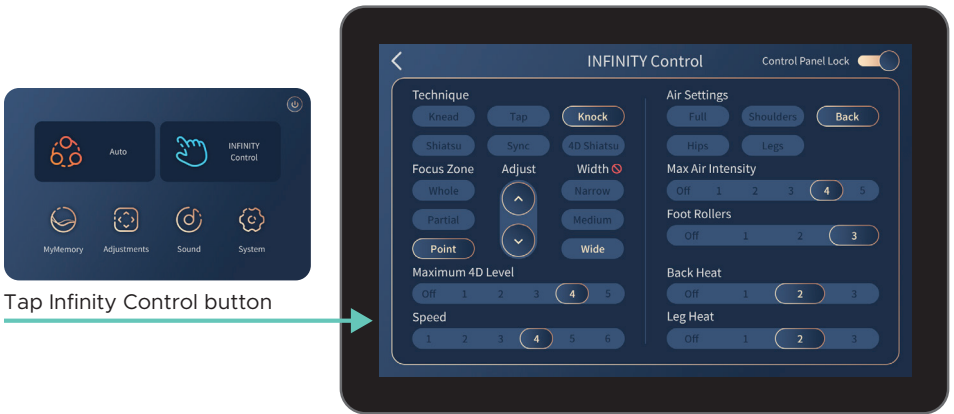 Auto
INFINITY
Control
MyMemory Adjustments Sound System
Tap Infinity Control button
INFINITY Control Control Panel Lock
Technique
Knead Tap Knock
Shiatsu Sync 4D Shiatsu
Focus Zone Adjust Width
Whole Narrow
Partial Medium
Point Wide
Maximum 4D Level
Off 1 2 3 4 5
Speed
1 2 3 4 5 6
Air Settings
Full Shoulders Back
Hips Legs
Max Air Intensity
Off 1 2 3 4 5
Foot Rollers
Off 1 2 3
Back Heat
Off 1 2 3
Leg Heat
Off 1 2 3